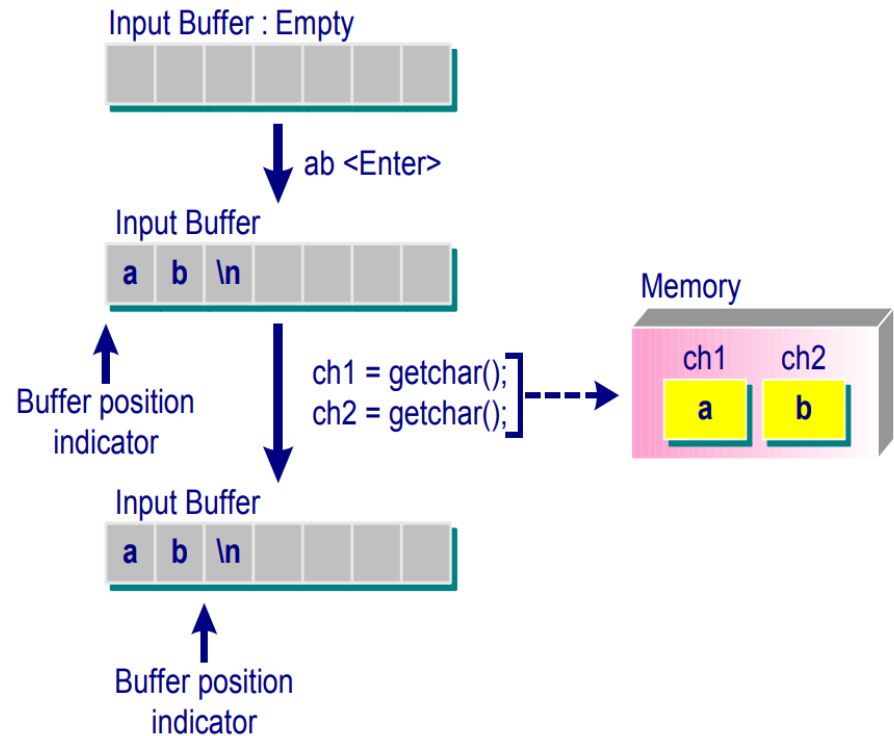 Input Buffer : Empty
ab <Enter>
Input Buffer
a b \n
Buffer position
indicator
ch1 = getchar();
ch2 = getchar();
Memory
ch1 ch2
a b
Input Buffer
a b \n
Buffer position
indicator